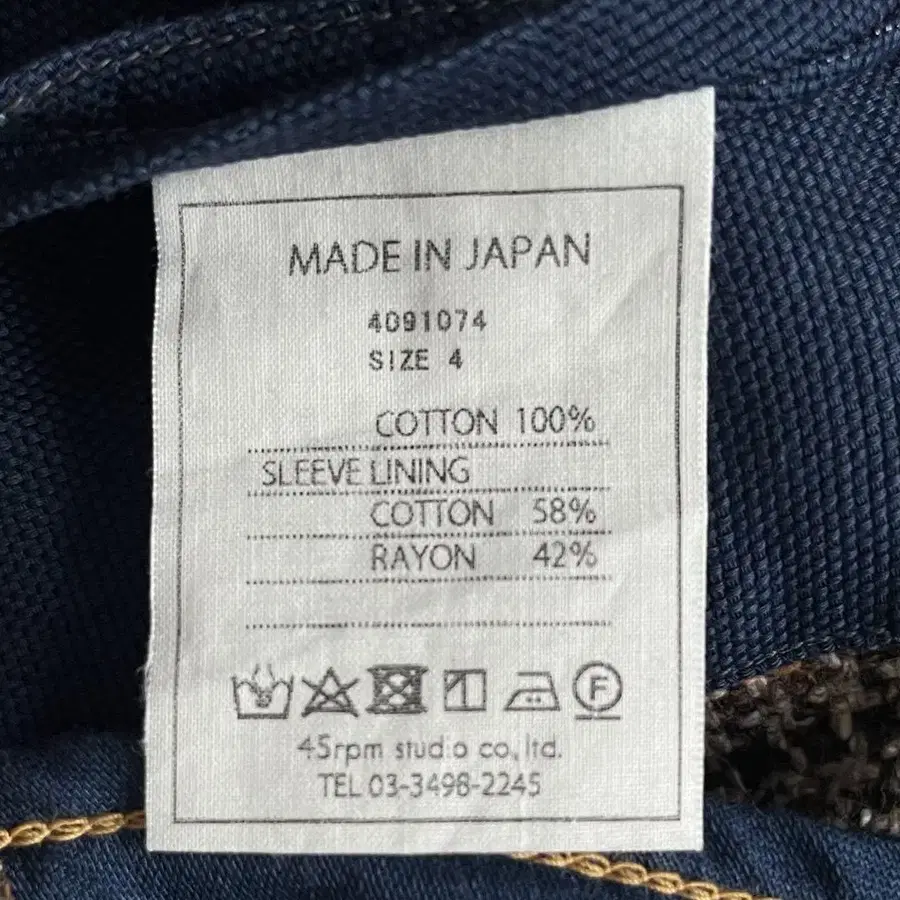 MADE IN JAPAN
4091074
SIZE 4
COTTON 100%
SLEEVE LINING
COTTON 58%
RAYON 42%
F
45rpm studio co., ltd.
TEL 03-3498-2245